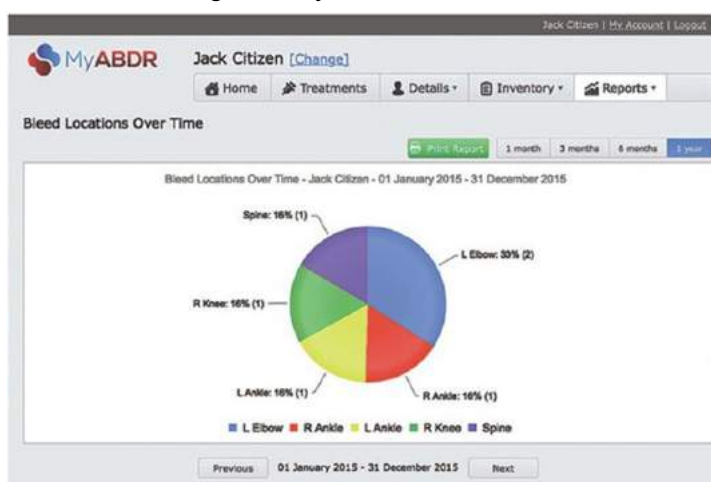 Jack Citizen | My Account | Logout
MyABDR
Jack Citizen [Change]
Home Treatments Details Inventory Reports
Bleed Locations Over Time
Print Report 1 month 3 months 6 months 1 year
Bleed Locations Over Time - Jack Citizen - 01 January 2015 - 31 December 2015
Spine: 16% (1)
L Elbow: 33% (2)
R Knee: 16% (1)
L Ankle: 16% (1)
R Ankle: 16% (1)
L Elbow R Ankle L Ankle R Knee Spine
Previous 01 January 2015 - 31 December 2015 Next